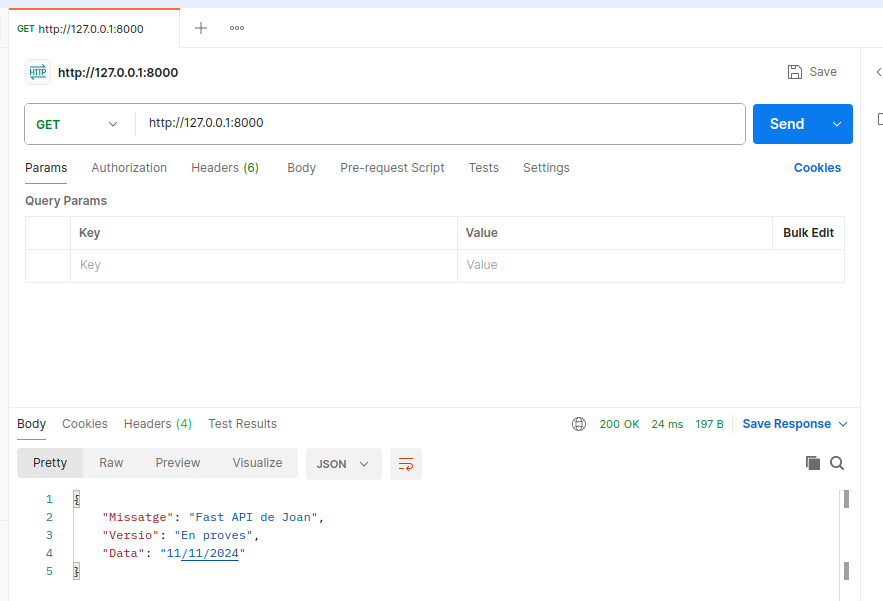 GET http://127.0.0.1:8000
HTTP http://127.0.0.1:8000 Save
GET http://127.0.0.1:8000 Send
Params Authorization Headers (6) Body Pre-request Script Tests Settings Cookies
Query Params
Key Value Bulk Edit
Key Value
Body Cookies Headers (4) Test Results 200 OK 24 ms 197 B Save Response
Pretty Raw Preview Visualize JSON
1 {
2 "Missatge": "Fast API de Joan",
3 "Versio": "En proves",
4 "Data": "11/11/2024"
5 }